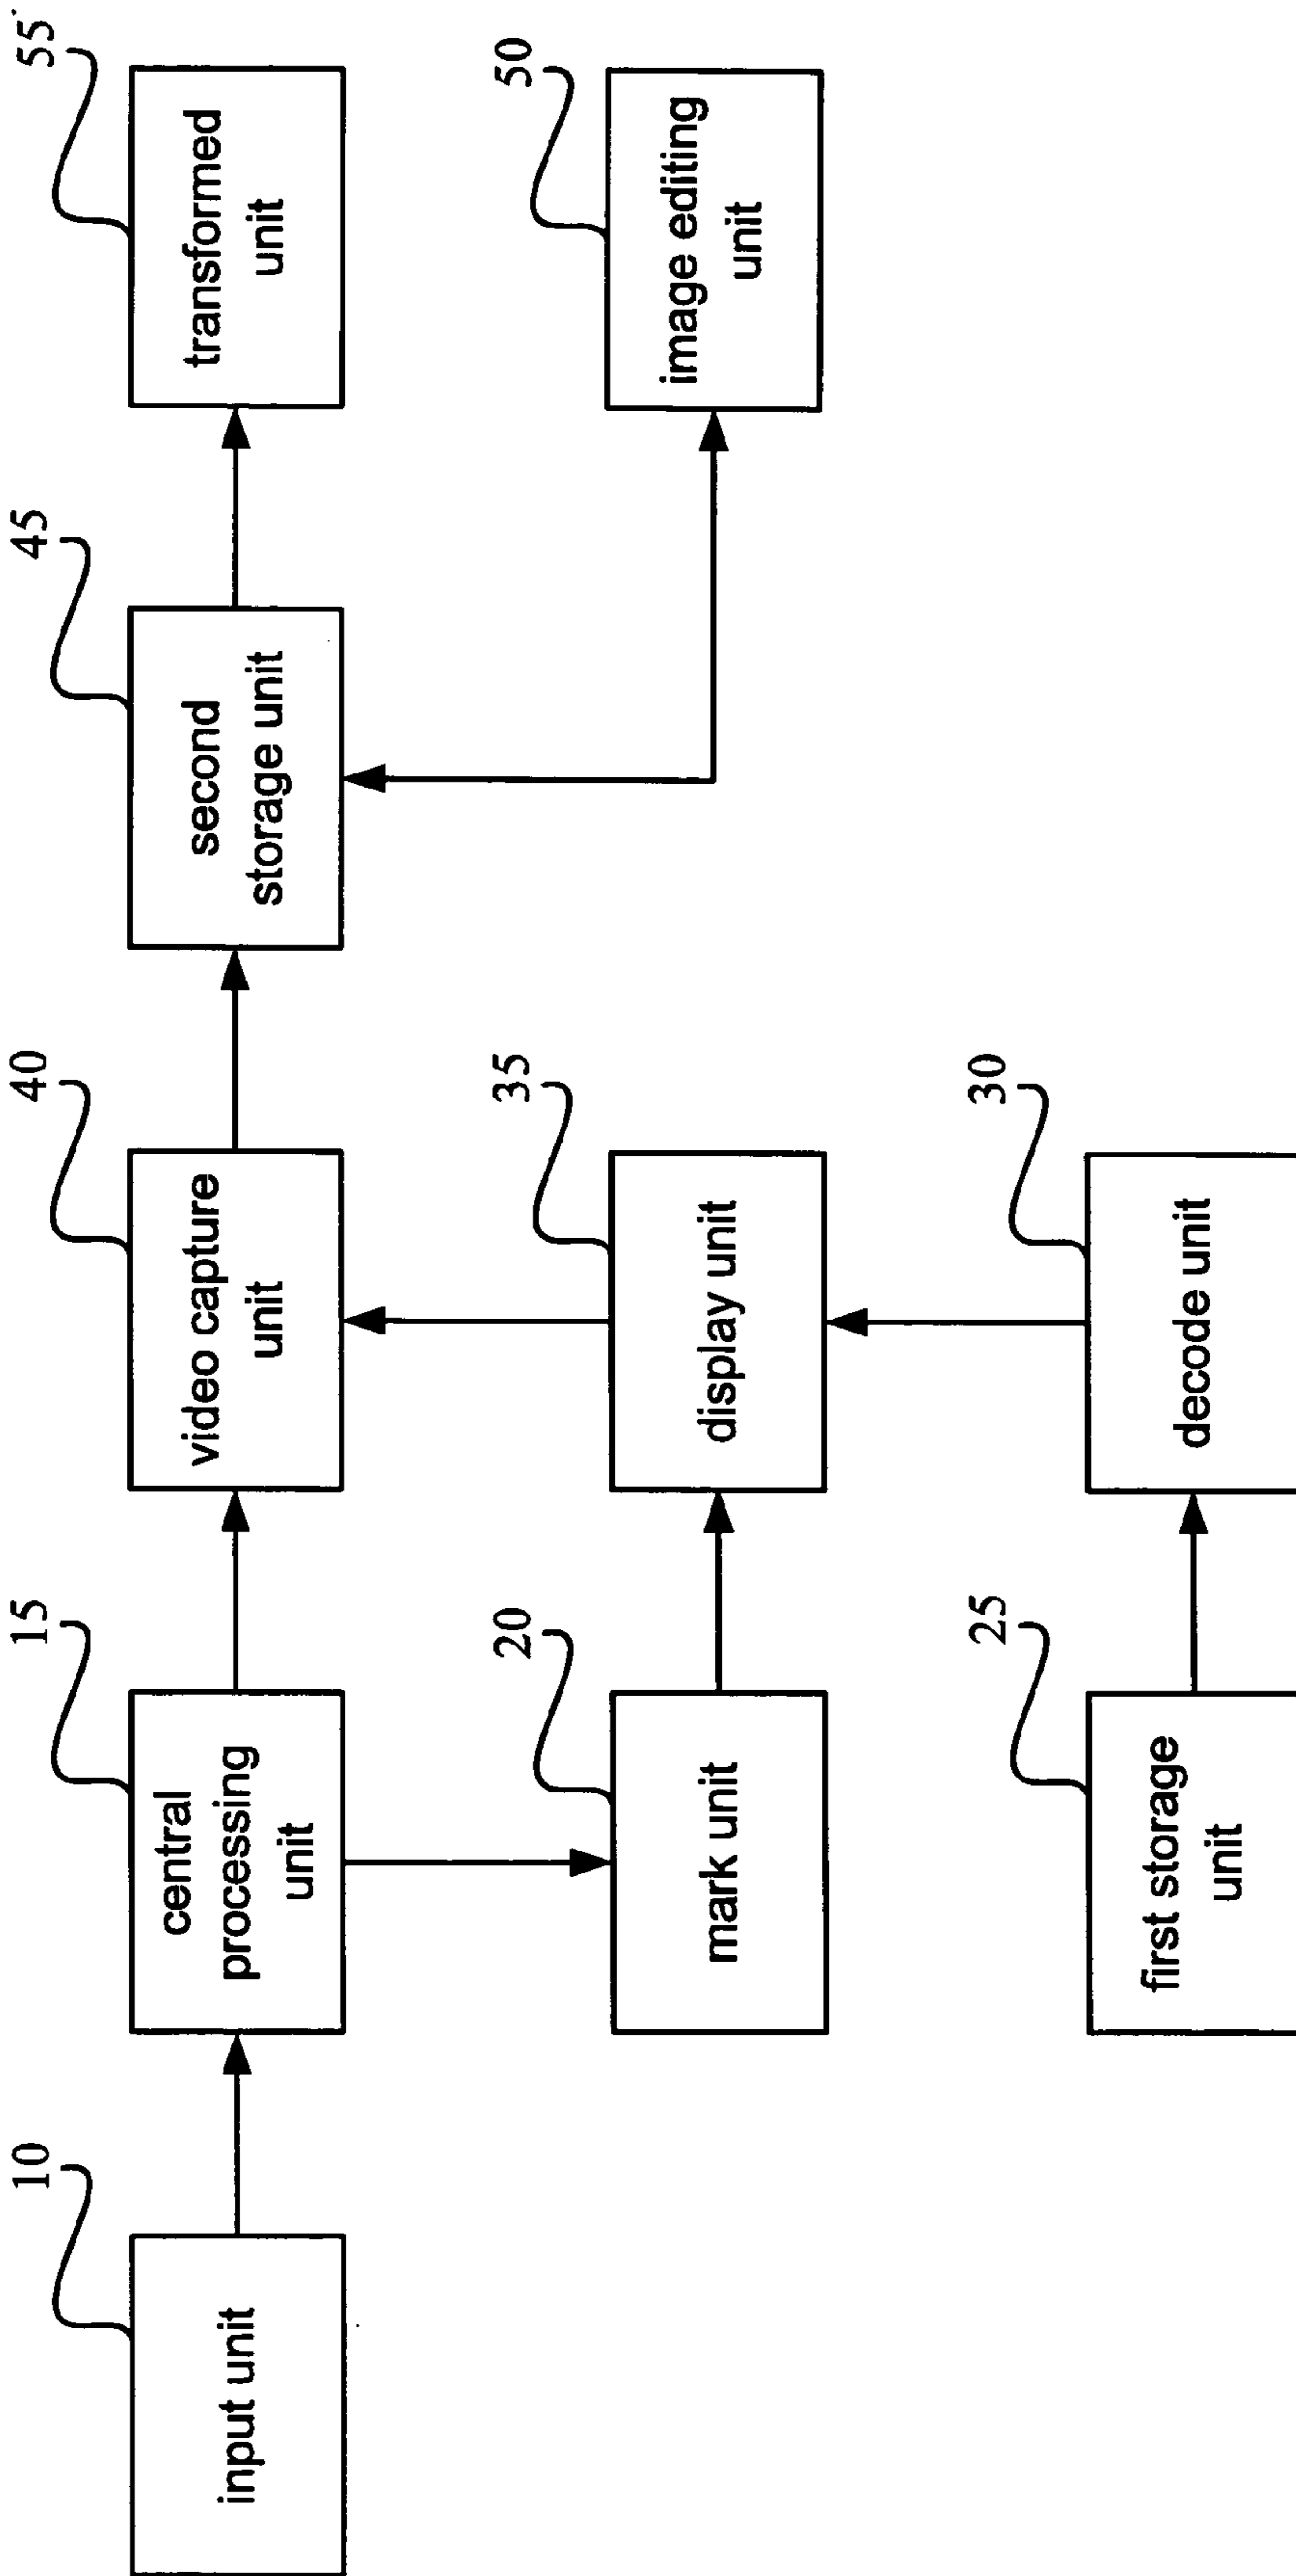 10
input unit
15
central
processing
unit
40
video capture
unit
45
second
storage unit
55
transformed
unit
20
mark unit
35
display unit
50
image editing
unit
25
first storage
unit
30
decode unit